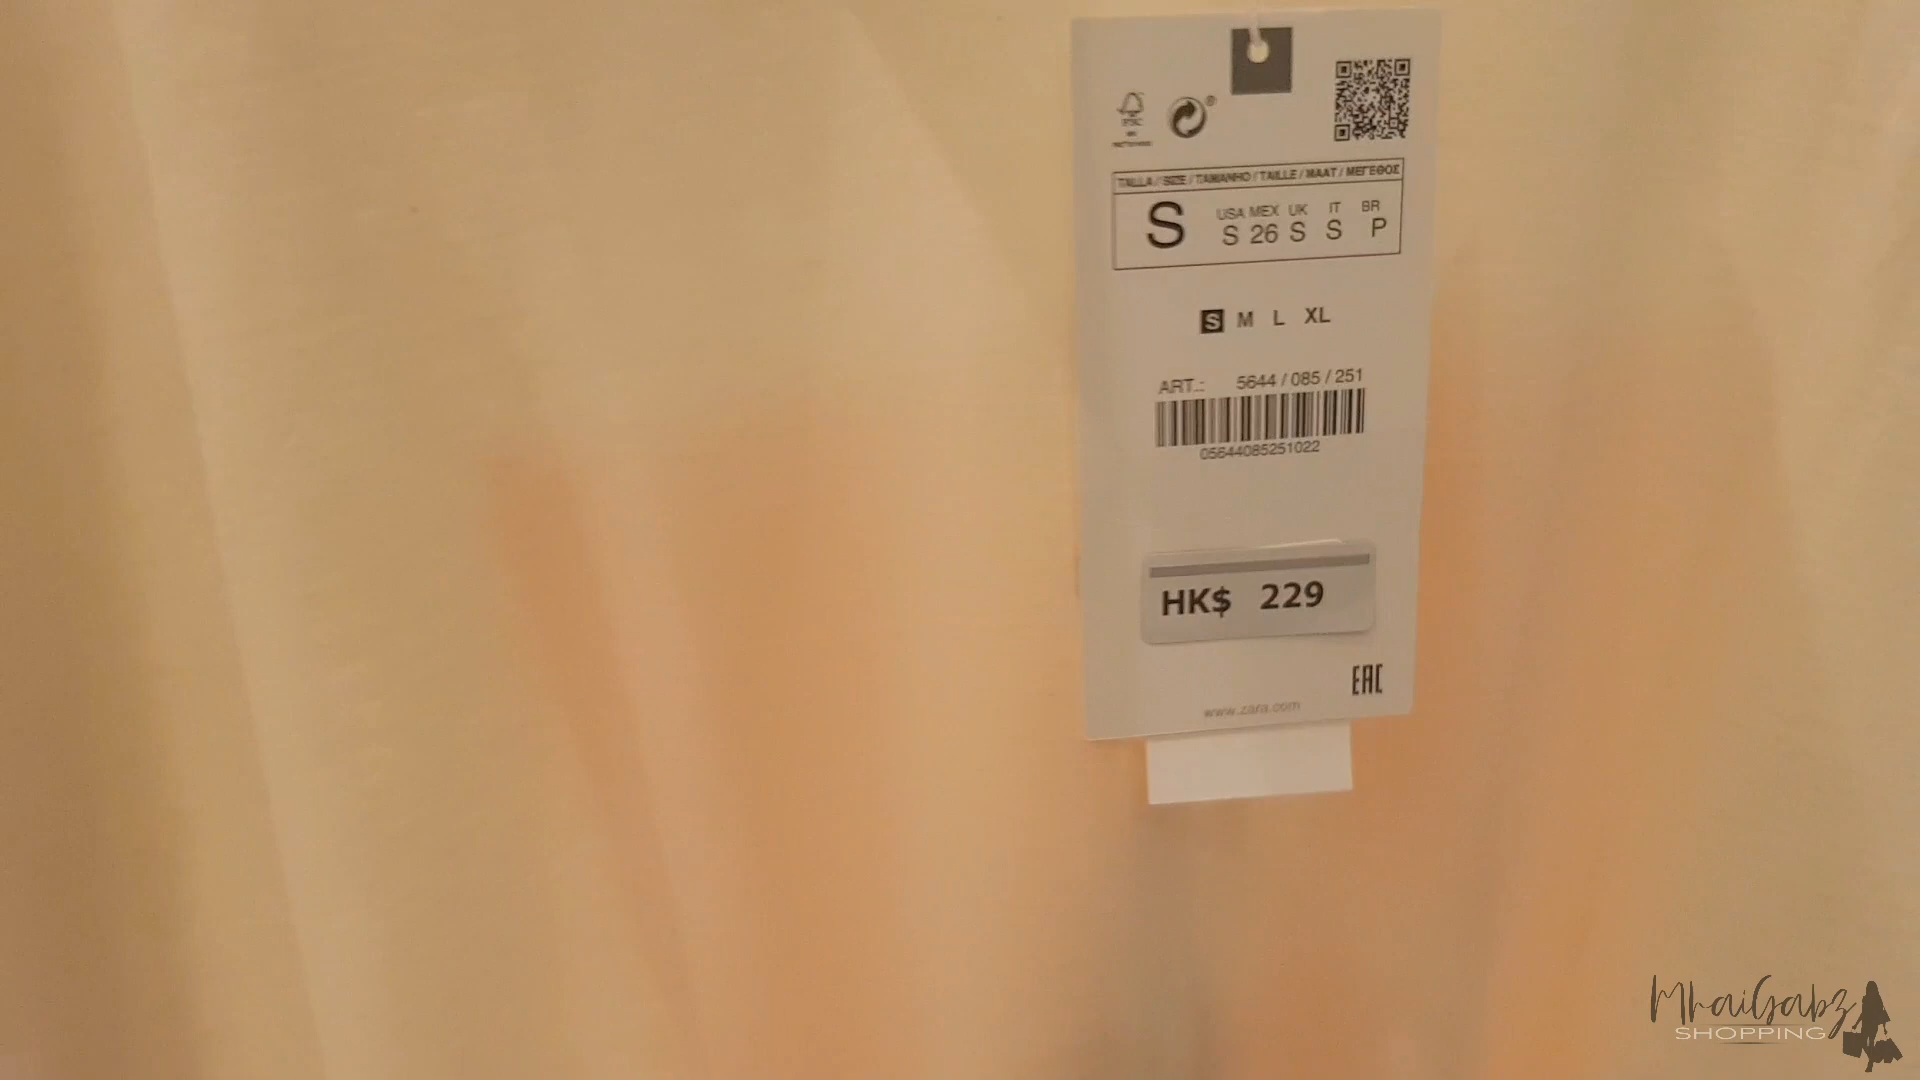 FSC
TALLA / SIZE / TAMANHO / TAILLE / MAAT / ΜΕΓΕΘΟΣ
S
USA MEX UK IT BR
S 26 S S P
S M L XL
ART.: 5644 / 085 / 251
05644085251022
HK$ 229
EAC
www.zara.com
MhaiGabz
SHOPPING